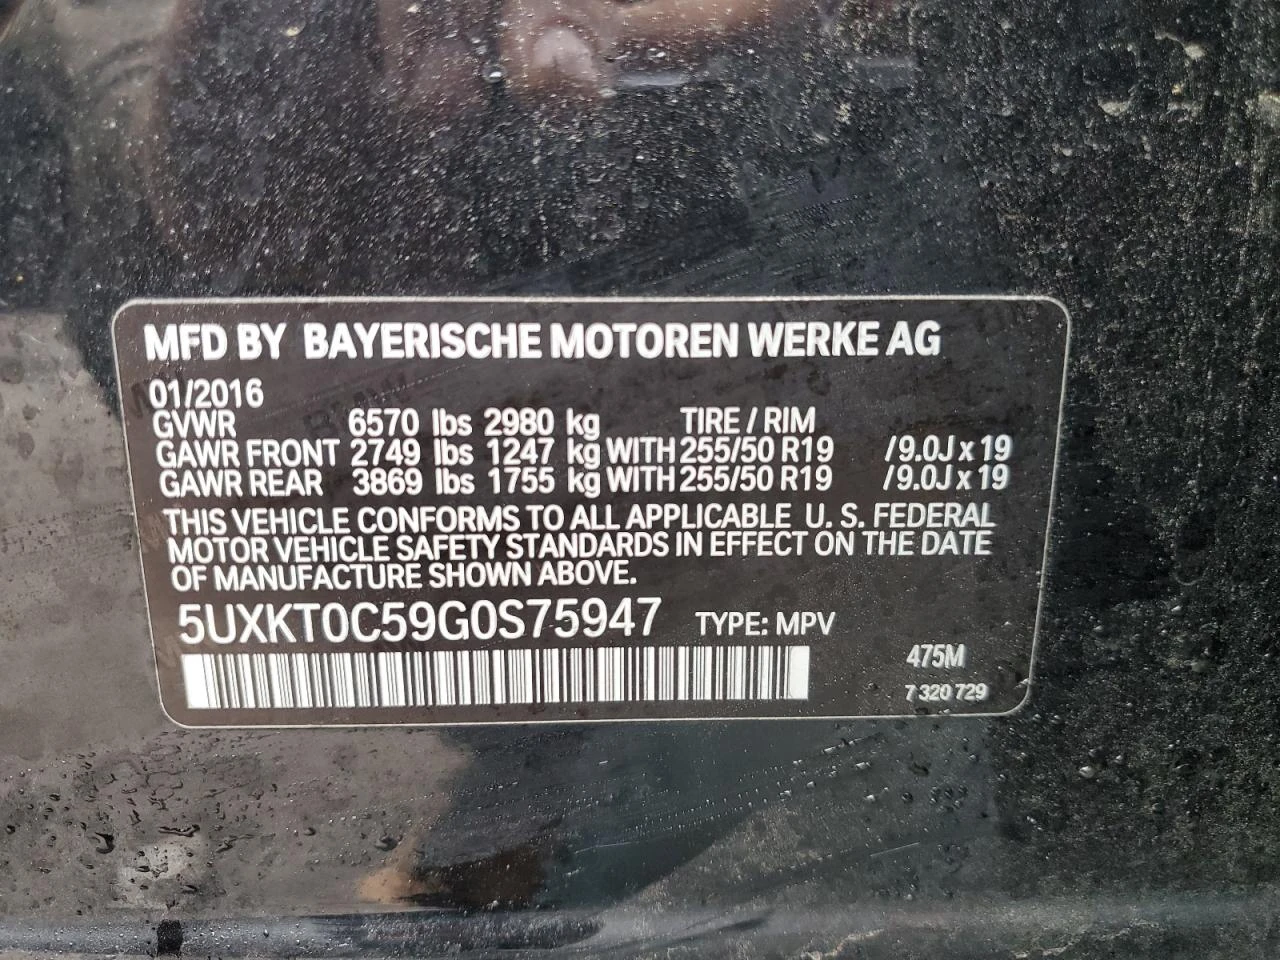 MFD BY BAYERISCHE MOTOREN WERKE AG
01/2016
GVWR 6570 lbs 2980 kg TIRE / RIM
GAWR FRONT 2749 lbs 1247 kg WITH 255/50 R19 /9.0J x 19
GAWR REAR 3869 lbs 1755 kg WITH 255/50 R19 /9.0J x 19
THIS VEHICLE CONFORMS TO ALL APPLICABLE U. S. FEDERAL
MOTOR VEHICLE SAFETY STANDARDS IN EFFECT ON THE DATE
OF MANUFACTURE SHOWN ABOVE.
5UXKT0C59G0S75947 TYPE: MPV
475M
7 320 729